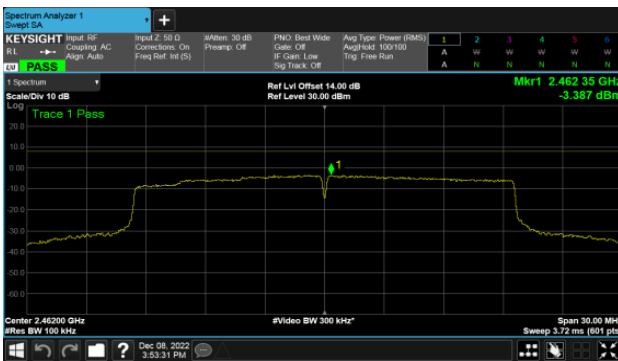 Spectrum Analyzer 1
Swept SA
KEYSIGHT Input: RF Input Z: 50 Ω #Atten: 30 dB PNO: Best Wide Avg Type: Power (RMS) 1 2 3 4 5 6
R L Coupling: AC Corrections: On Preamp: Off Gate: Off Avg|Hold: 100/100 A W W W W W
Align: Auto Freq Ref: Int (S) IF Gain: Low Trig: Free Run
LXI PASS Sig Track: Off A N N N N N
1 Spectrum Ref Lvl Offset 14.00 dB Mkr1 2.462 35 GHz
Scale/Div 10 dB Ref Level 30.00 dBm -3.387 dBm
Log
Trace 1 Pass
20.0
10.0
0.00
1
-10.0
-20.0
-30.0
-40.0
-50.0
-60.0
Center 2.46200 GHz #Video BW 300 kHz* Span 30.00 MHz
#Res BW 100 kHz Sweep 3.72 ms (601 pts)
? Dec 08, 2022
3:53:31 PM